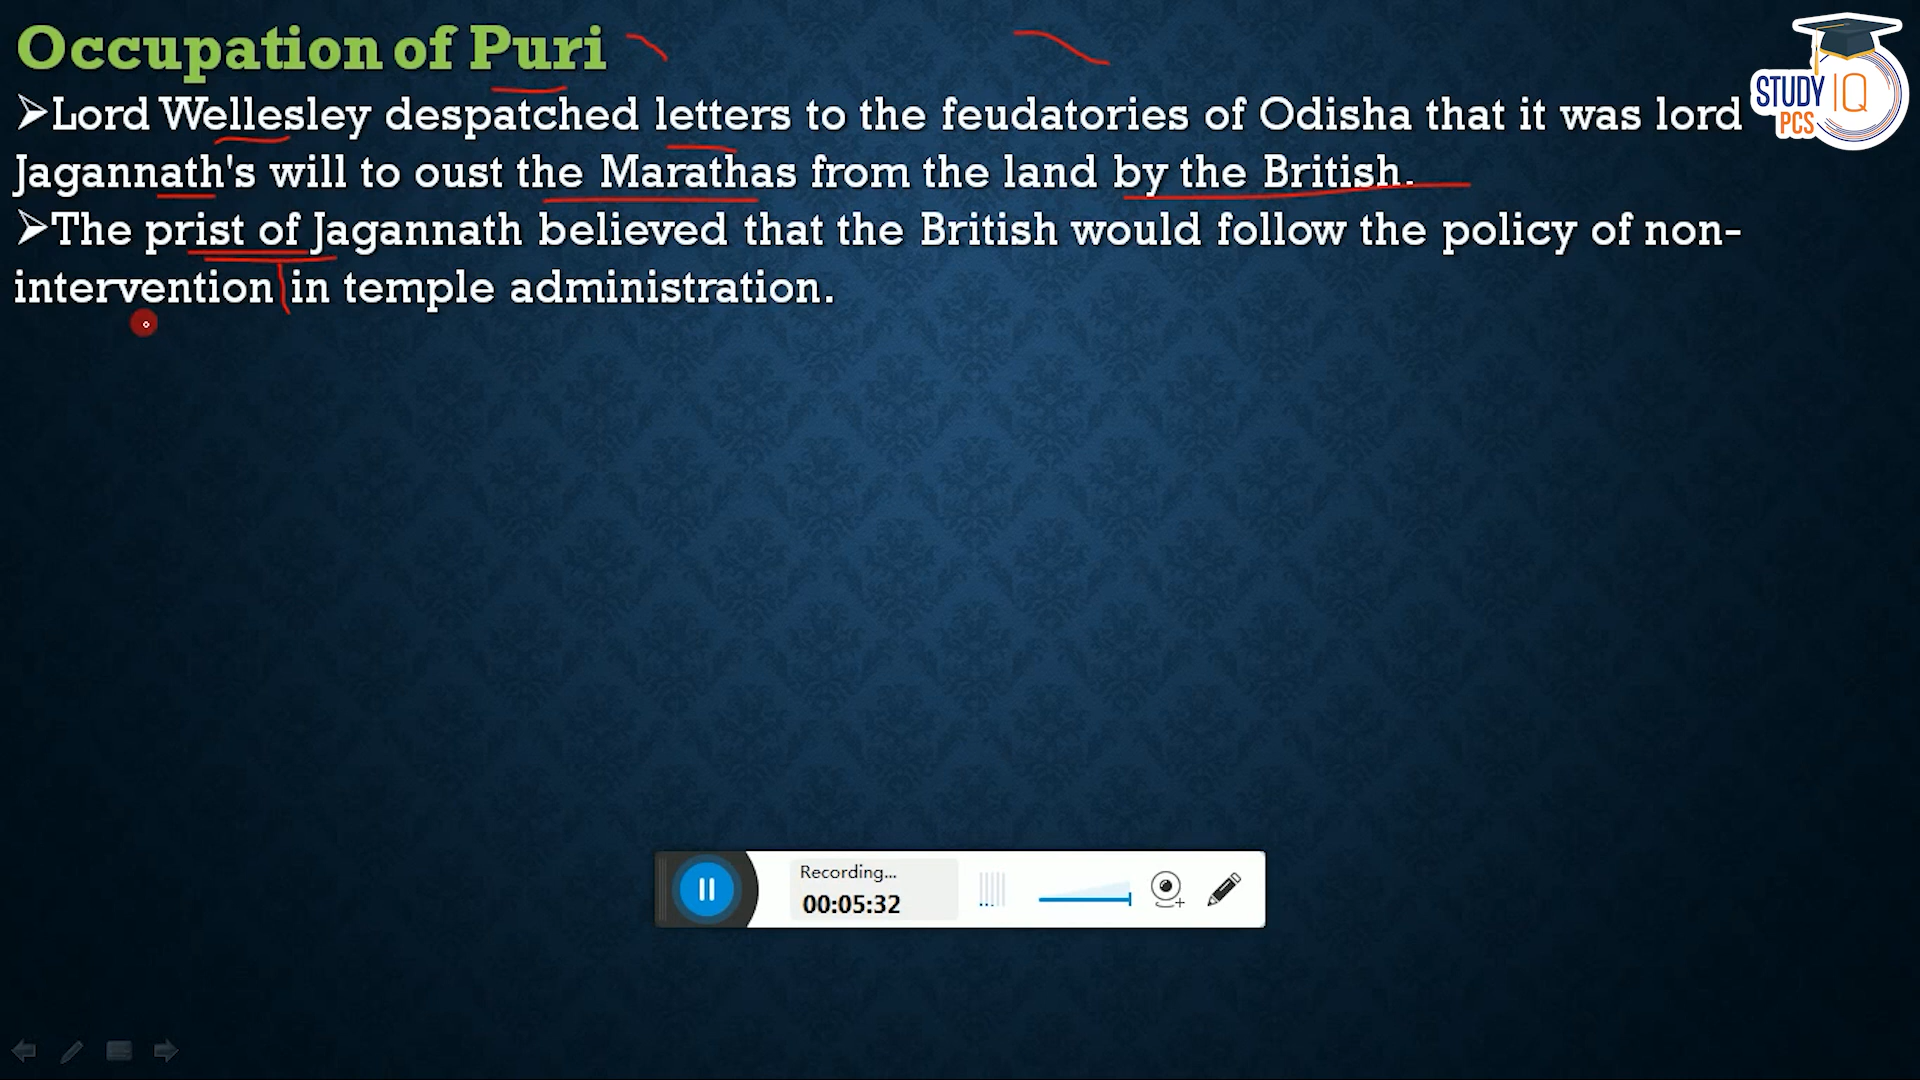 Occupation of Puri
➢Lord Wellesley despatched letters to the feudatories of Odisha that it was lord
Jagannath's will to oust the Marathas from the land by the British.
➢The prist of Jagannath believed that the British would follow the policy of non-
intervention in temple administration.
STUDY IQ
PCS
Recording...
00:05:32